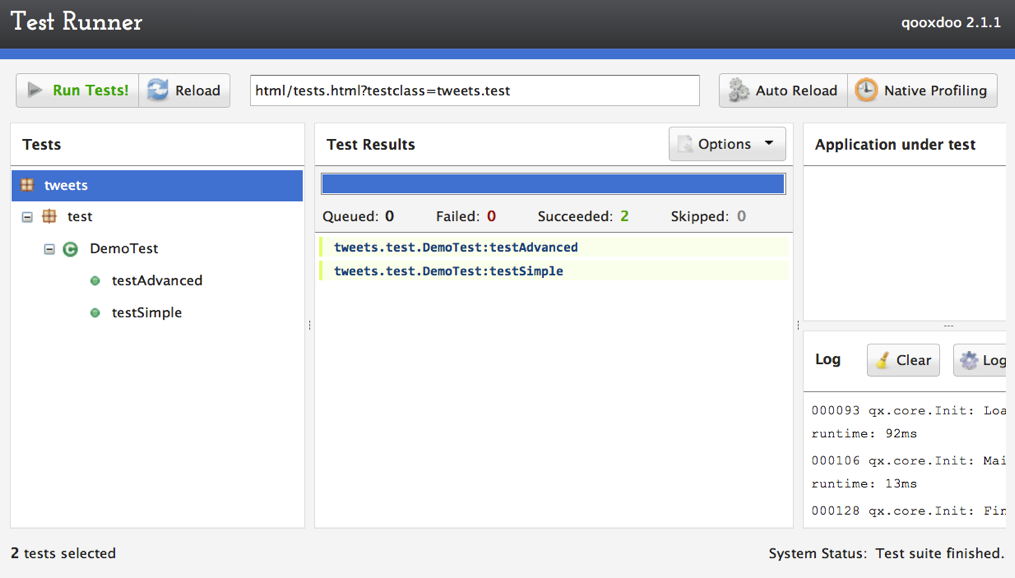 Test Runner
qooxdoo 2.1.1
Run Tests!
Reload
html/tests.html?testclass=tweets.test
Auto Reload
Native Profiling
Tests
tweets
test
DemoTest
testAdvanced
testSimple
Test Results
Options
Queued: 0 Failed: 0 Succeeded: 2 Skipped: 0
tweets.test.DemoTest:testAdvanced
tweets.test.DemoTest:testSimple
Application under test
Log
Clear
Log
000093 qx.core.Init: Loa
runtime: 92ms
000106 qx.core.Init: Mai
runtime: 13ms
000128 qx.core.Init: Fin
2 tests selected
System Status: Test suite finished.